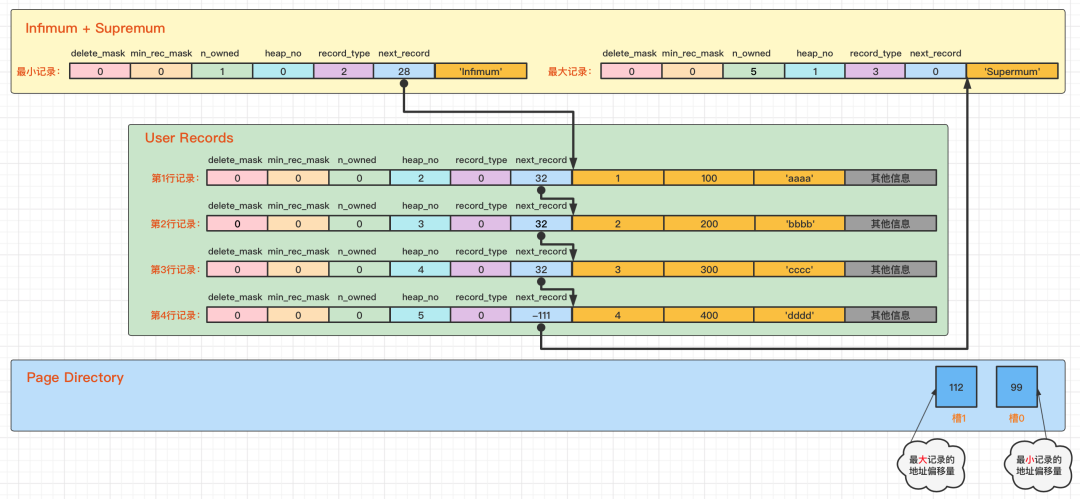 Infimum + Supremum
delete_mask min_rec_mask n_owned heap_no record_type next_record
最小记录： 0 0 1 0 2 28 'Infimum'
delete_mask min_rec_mask n_owned heap_no record_type next_record
最大记录： 0 0 5 1 3 0 'Supermum'
User Records
delete_mask min_rec_mask n_owned heap_no record_type next_record
第1行记录： 0 0 0 2 0 32 1 100 'aaaa' 其他信息
delete_mask min_rec_mask n_owned heap_no record_type next_record
第2行记录： 0 0 0 3 0 32 2 200 'bbbb' 其他信息
delete_mask min_rec_mask n_owned heap_no record_type next_record
第3行记录： 0 0 0 4 0 32 3 300 'cccc' 其他信息
delete_mask min_rec_mask n_owned heap_no record_type next_record
第4行记录： 0 0 0 5 0 -111 4 400 'dddd' 其他信息
Page Directory
112 99
槽1 槽0
最大记录的
地址偏移量
最小记录的
地址偏移量